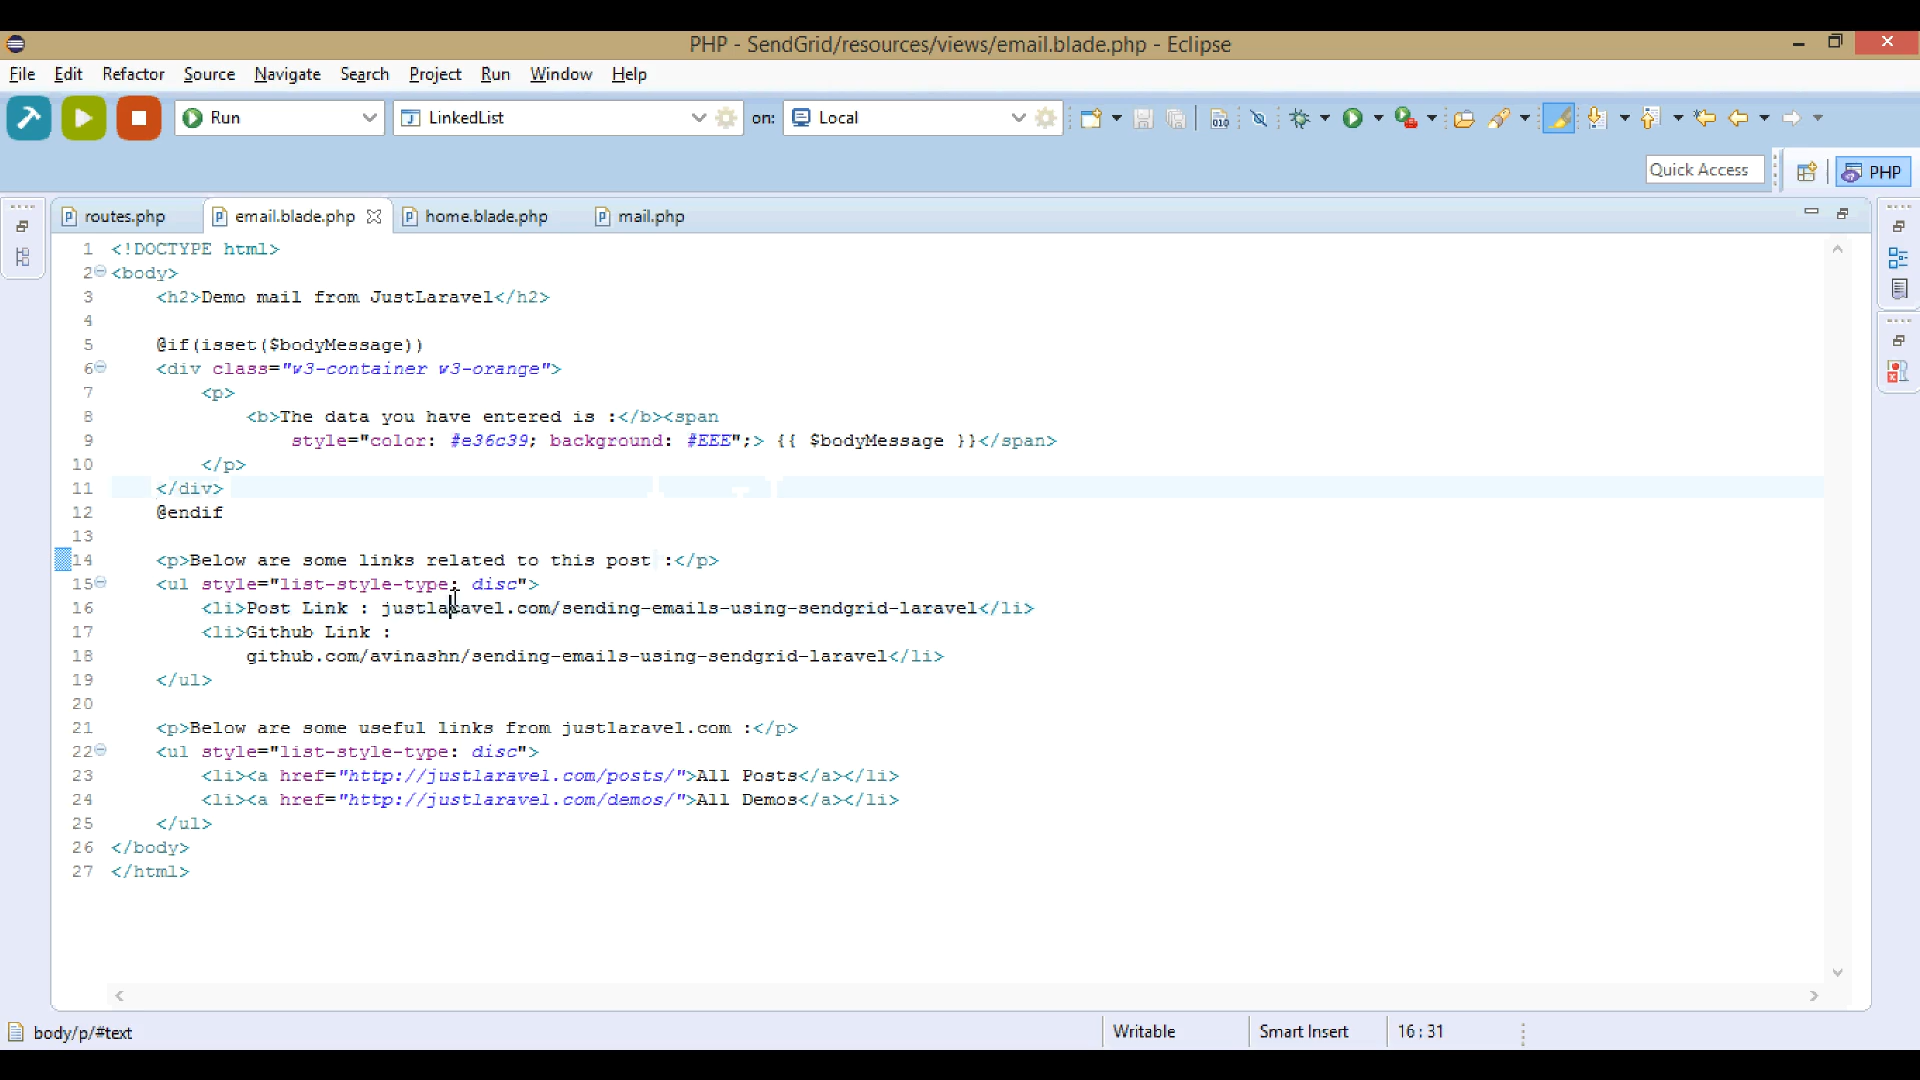 PHP - SendGrid/resources/views/email.blade.php - Eclipse
File Edit Refactor Source Navigate Search Project Run Window Help
Run LinkedList on: Local
Quick Access PHP
routes.php email.blade.php home.blade.php mail.php
1 <!DOCTYPE html>
2 <body>
3 <h2>Demo mail from JustLaravel</h2>
4
5 @if(isset($bodyMessage))
6 <div class="w3-container w3-orange">
7 <p>
8 <b>The data you have entered is :</b><span
9 style="color: #e36c39; background: #EEE";> {{ $bodyMessage }}</span>
10 </p>
11 </div>
12 @endif
13
14 <p>Below are some links related to this post :</p>
15 <ul style="list-style-type: disc">
16 <li>Post Link : justlaravel.com/sending-emails-using-sendgrid-laravel</li>
17 <li>Github Link :
18 github.com/avinashn/sending-emails-using-sendgrid-laravel</li>
19 </ul>
20
21 <p>Below are some useful links from justlaravel.com :</p>
22 <ul style="list-style-type: disc">
23 <li><a href="http://justlaravel.com/posts/">All Posts</a></li>
24 <li><a href="http://justlaravel.com/demos/">All Demos</a></li>
25 </ul>
26 </body>
27 </html>
body/p/#text Writable Smart Insert 16 : 31